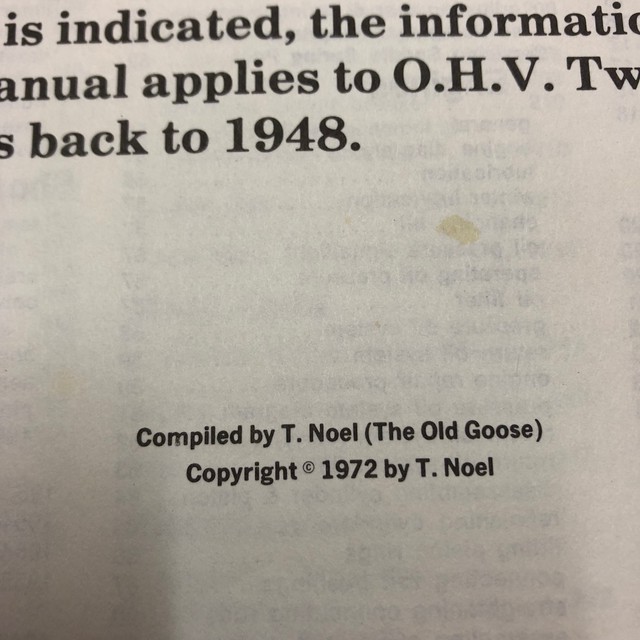 is indicated, the informatio
anual applies to O.H.V. Tw
s back to 1948.
Compiled by T. Noel (The Old Goose)
Copyright © 1972 by T. Noel